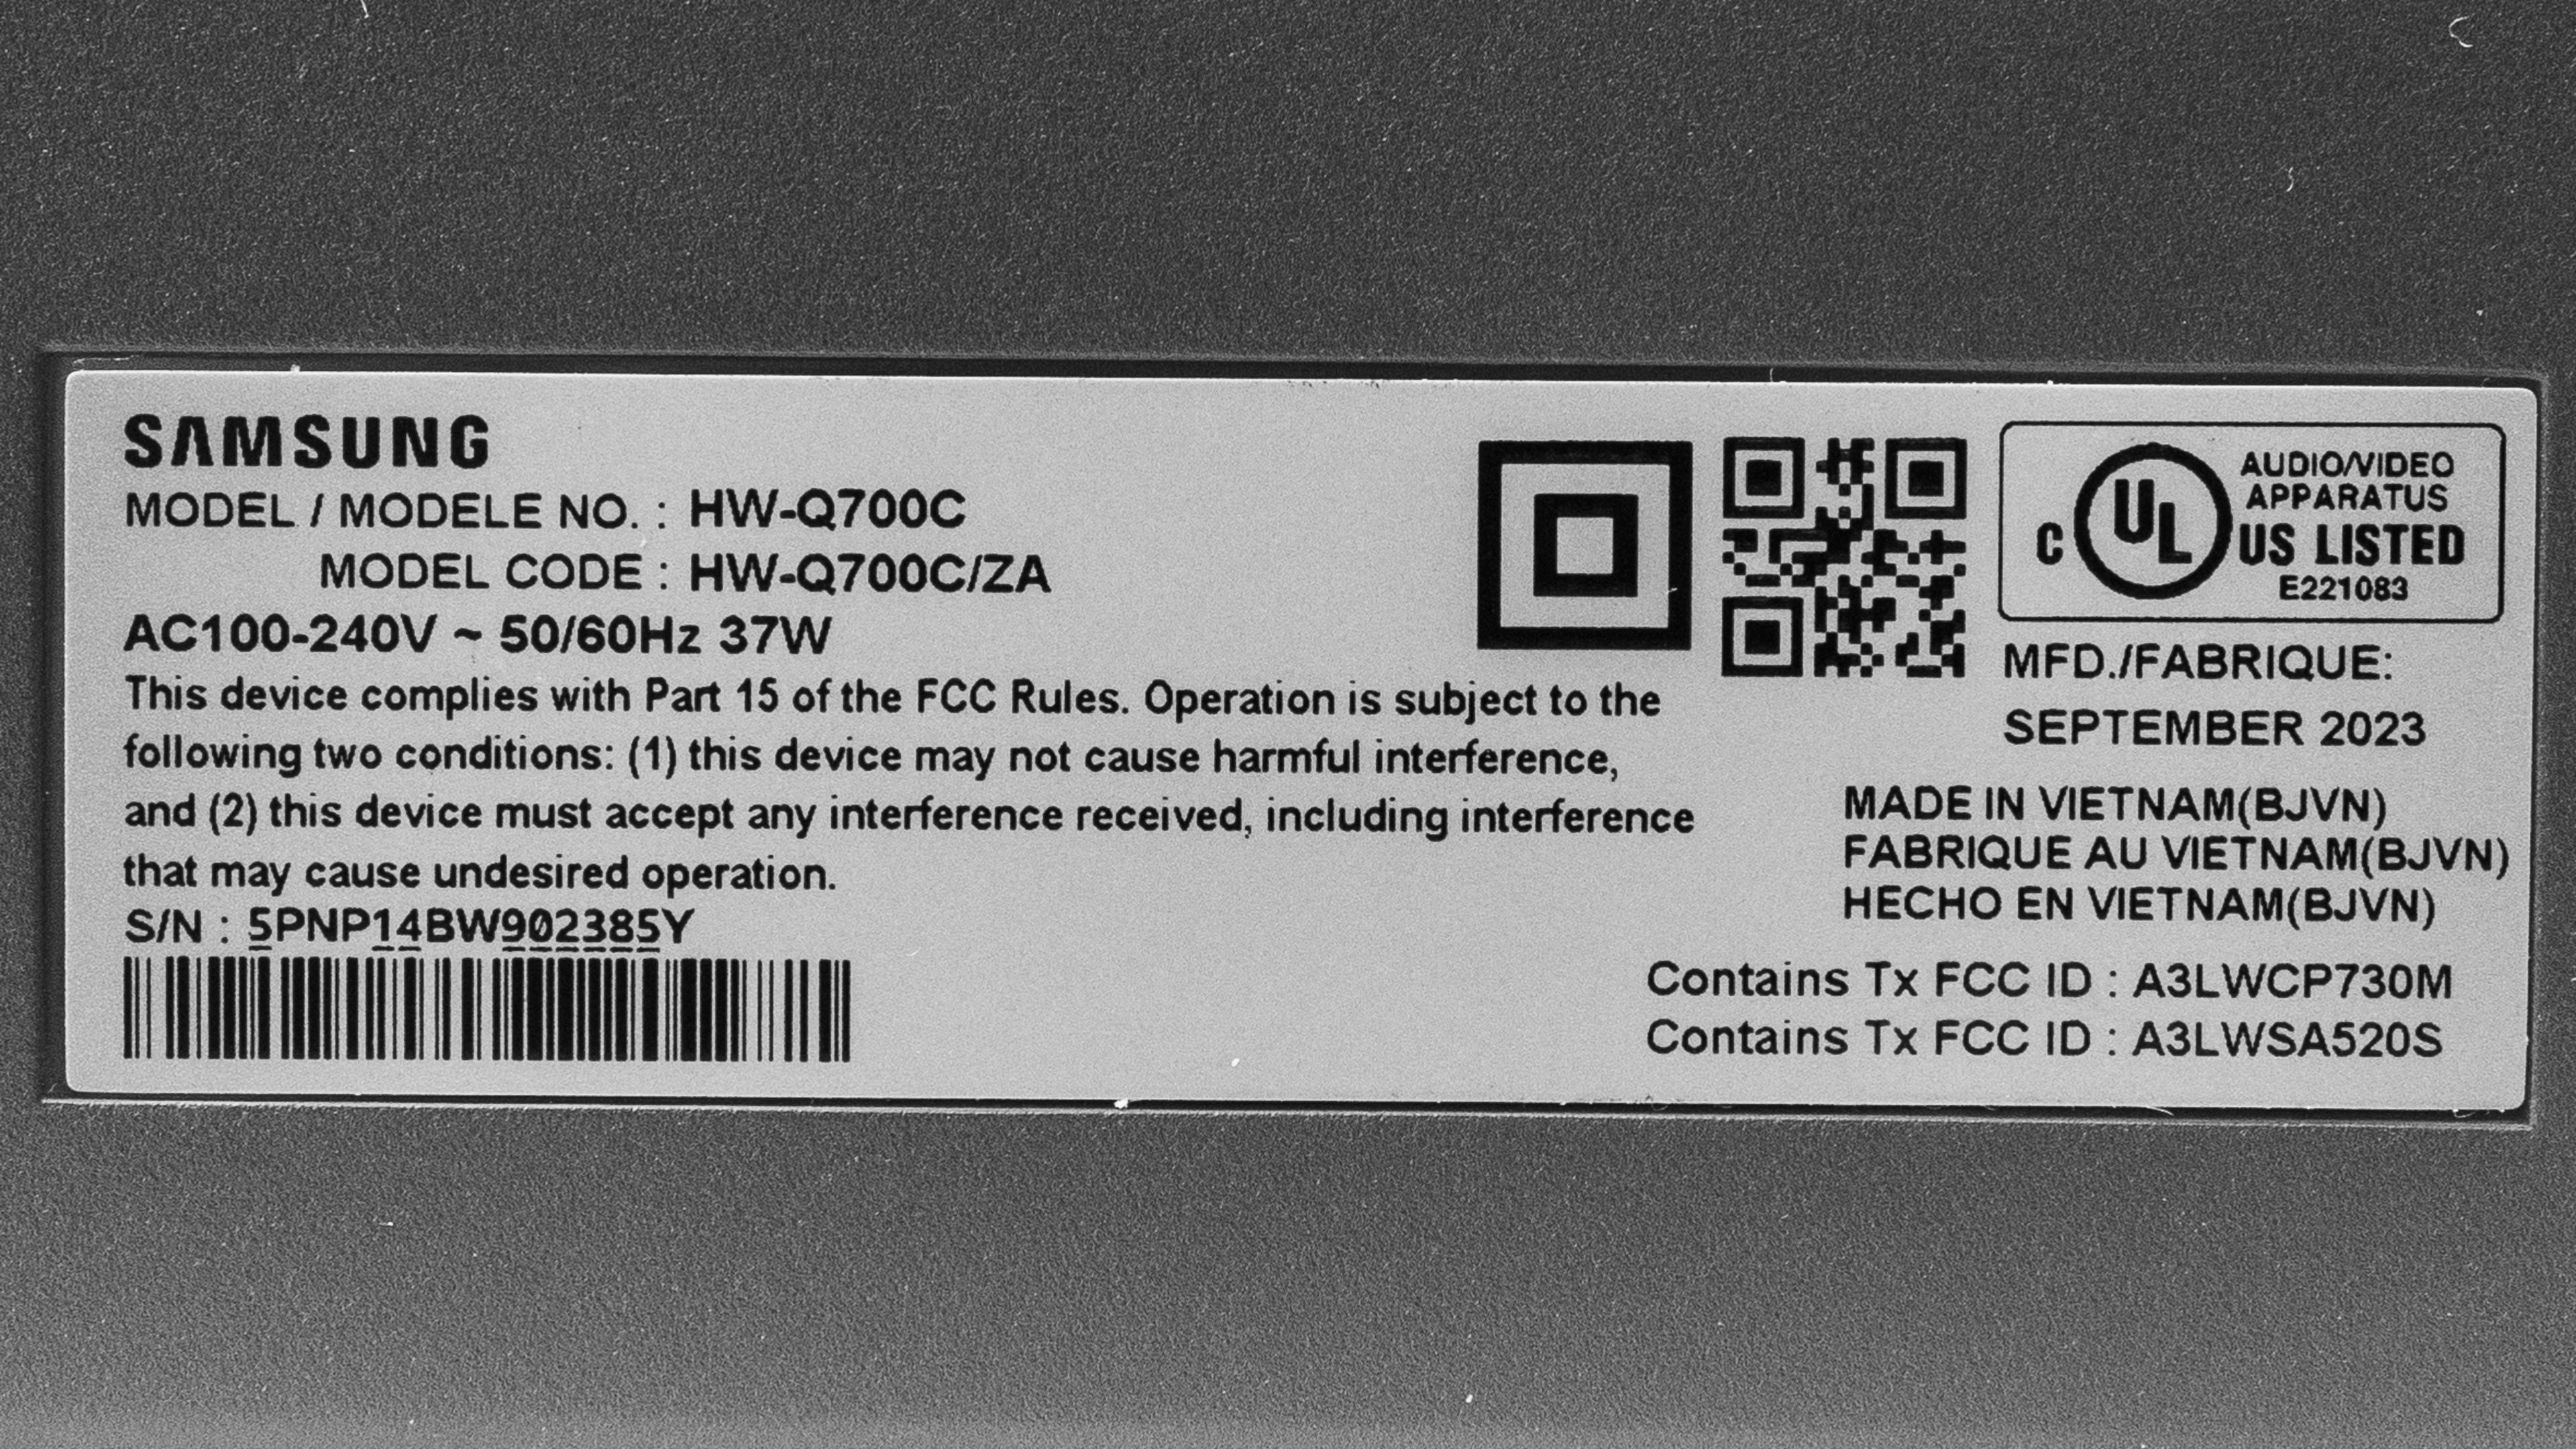 SAMSUNG
MODEL / MODELE NO. : HW-Q700C
MODEL CODE : HW-Q700C/ZA
AC100-240V ~ 50/60Hz 37W
This device complies with Part 15 of the FCC Rules. Operation is subject to the
following two conditions: (1) this device may not cause harmful interference,
and (2) this device must accept any interference received, including interference
that may cause undesired operation.
S/N : 5PNP14BW902385Y
AUDIO/VIDEO
APPARATUS
C UL US LISTED
E221083
MFD./FABRIQUE:
SEPTEMBER 2023
MADE IN VIETNAM(BJVN)
FABRIQUE AU VIETNAM(BJVN)
HECHO EN VIETNAM(BJVN)
Contains Tx FCC ID : A3LWCP730M
Contains Tx FCC ID : A3LWSA520S